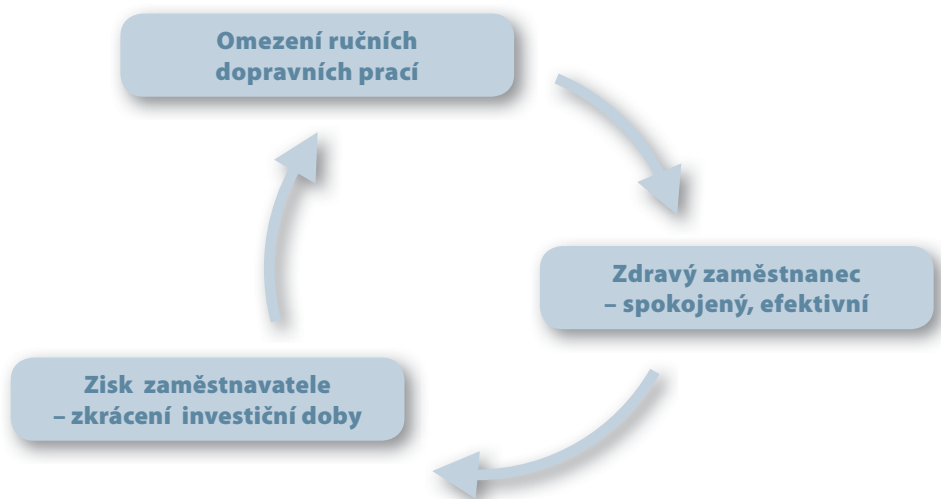 Omezení ručních
dopravních prací
Zdravý zaměstnanec
– spokojený, efektivní
Zisk zaměstnavatele
– zkrácení investiční doby